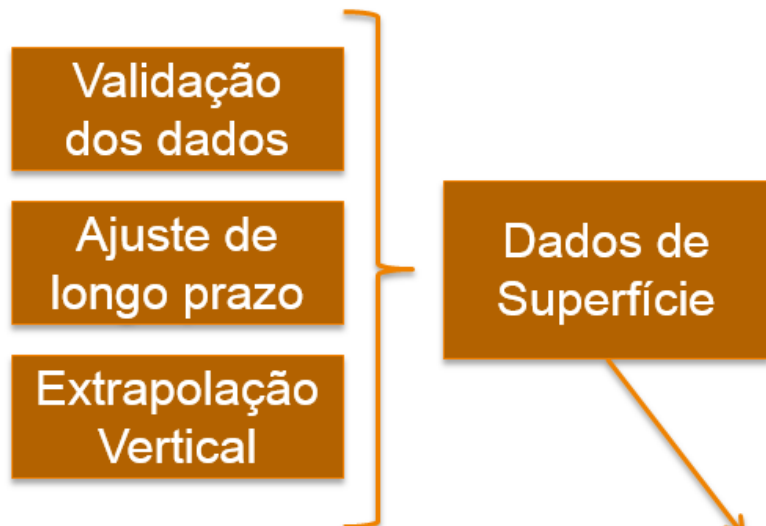 Validação
dos dados
Ajuste de
longo prazo
Extrapolação
Vertical
Dados de
Superfície